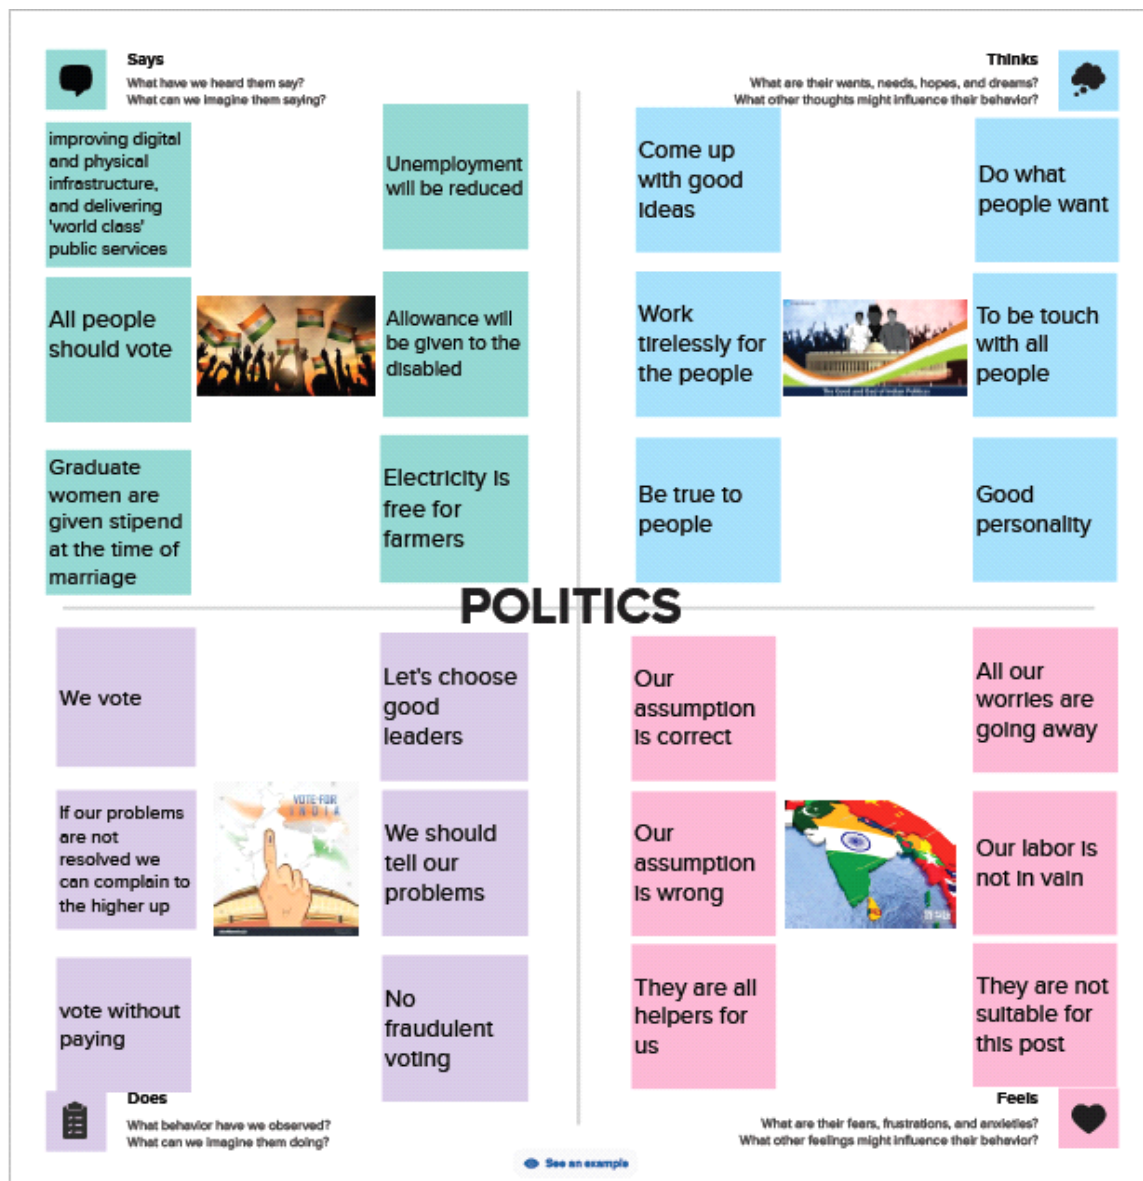 Says
What have we heard them say?
What can we imagine them saying?
improving digital
and physical
infrastructure,
and delivering
'world class'
public services
Unemployment
will be reduced
All people
should vote
Allowance will
be given to the
disabled
Graduate
women are
given stipend
at the time of
marriage
Electricity is
free for
farmers
Thinks
What are their wants, needs, hopes, and dreams?
What other thoughts might influence their behavior?
Come up
with good
ideas
Do what
people want
Work
tirelessly for
the people
To be touch
with all
people
The Good and Bad of Indian Politics
Be true to
people
Good
personality
POLITICS
We vote
Let's choose
good
leaders
If our problems
are not
resolved we
can complain to
the higher up
VOTE FOR
INDIA
We should
tell our
problems
vote without
paying
No
fraudulent
voting
Does
What behavior have we observed?
What can we imagine them doing?
Our
assumption
is correct
All our
worries are
going away
Our
assumption
is wrong
Our labor is
not in vain
They are all
helpers for
us
They are not
suitable for
this post
Feels
What are their fears, frustrations, and anxieties?
What other feelings might influence their behavior?
See an example